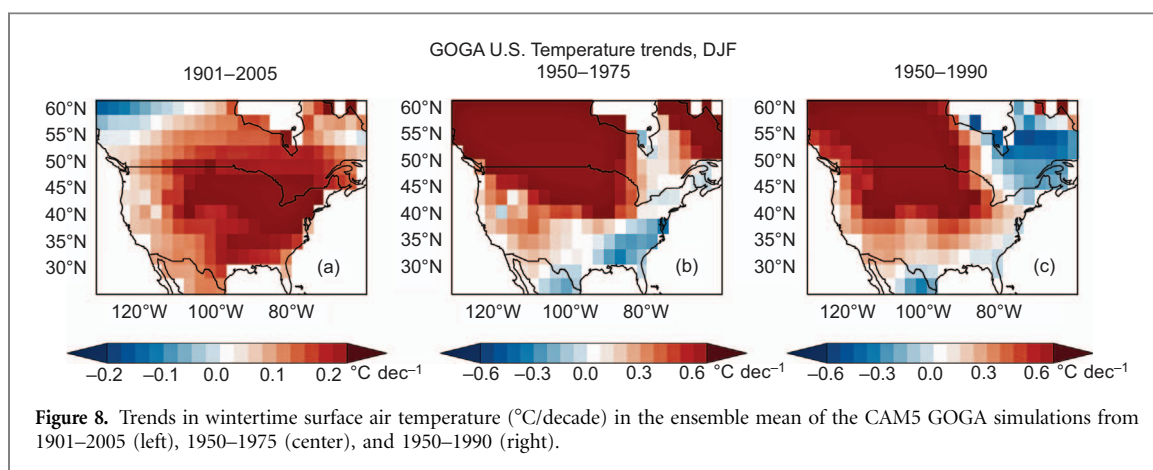 GOGA U.S. Temperature trends, DJF
1901–2005 1950–1975 1950–1990
60°N 60°N 60°N
55°N 55°N 55°N
50°N 50°N 50°N
45°N 45°N 45°N
40°N 40°N 40°N
35°N 35°N 35°N
30°N (a) 30°N (b) 30°N (c)
120°W 100°W 80°W 120°W 100°W 80°W 120°W 100°W 80°W
–0.2 –0.1 0.0 0.1 0.2 °C dec⁻¹ –0.6 –0.3 0.0 0.3 0.6 °C dec⁻¹ –0.6 –0.3 0.0 0.3 0.6 °C dec⁻¹
Figure 8. Trends in wintertime surface air temperature (°C/decade) in the ensemble mean of the CAM5 GOGA simulations from
1901–2005 (left), 1950–1975 (center), and 1950–1990 (right).